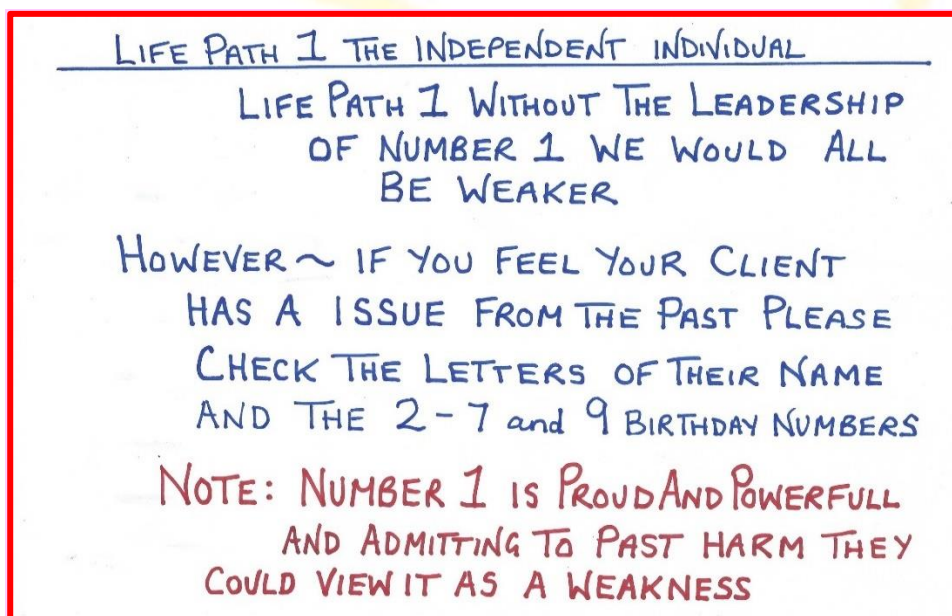 LIFE PATH 1 THE INDEPENDENT INDIVIDUAL
LIFE PATH 1 WITHOUT THE LEADERSHIP
OF NUMBER 1 WE WOULD ALL
BE WEAKER
HOWEVER ~ IF YOU FEEL YOUR CLIENT
HAS A ISSUE FROM THE PAST PLEASE
CHECK THE LETTERS OF THEIR NAME
AND THE 2 - 7 and 9 BIRTHDAY NUMBERS
NOTE: NUMBER 1 IS PROUD AND POWERFULL
AND ADMITTING TO PAST HARM THEY
COULD VIEW IT AS A WEAKNESS